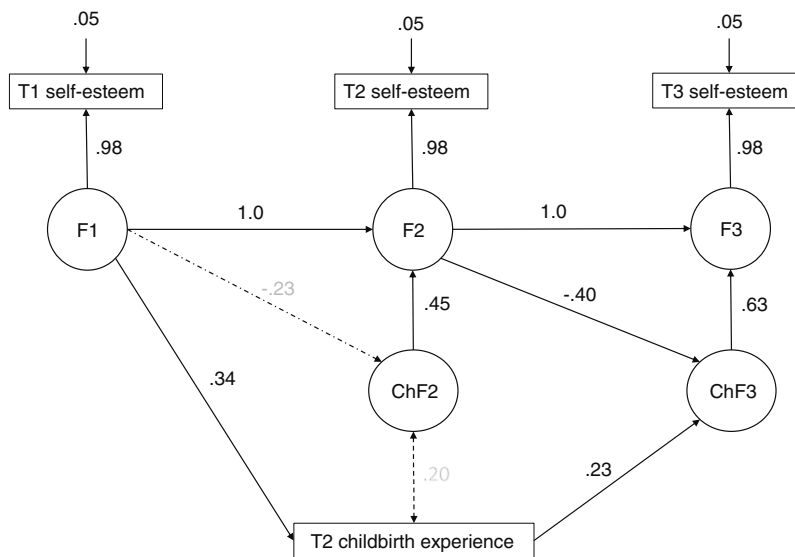 .05 .05 .05
T1 self-esteem T2 self-esteem T3 self-esteem
.98 .98 .98
1.0 1.0
F1 F2 F3
-.23 .45 -.40 .63
.34
ChF2 ChF3
.20 .23
T2 childbirth experience